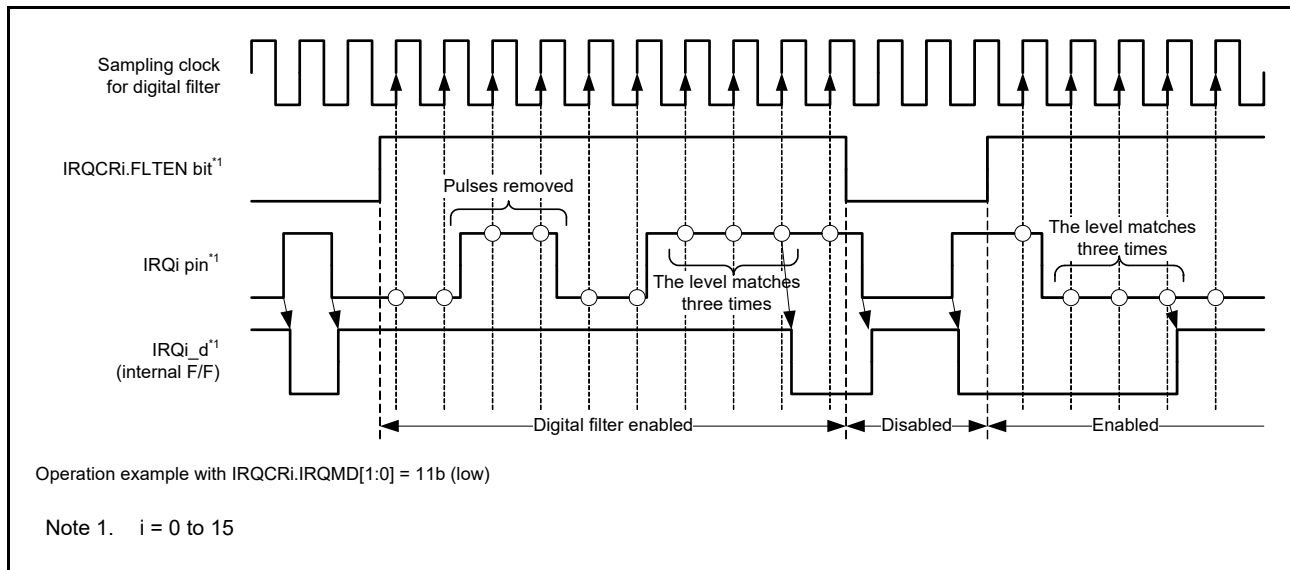 Sampling clock
for digital filter
IRQCRi.FLTEN bit*1
Pulses removed
IRQi pin*1
The level matches
three times
The level matches
three times
IRQi_d*1
(internal F/F)
Digital filter enabled
Disabled
Enabled
Operation example with IRQCRi.IRQMD[1:0] = 11b (low)
Note 1. i = 0 to 15